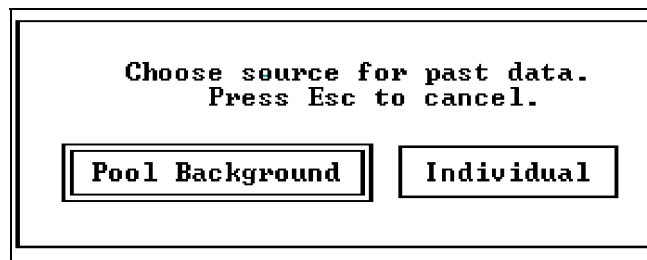 Choose source for past data.
Press Esc to cancel.
Pool Background Individual